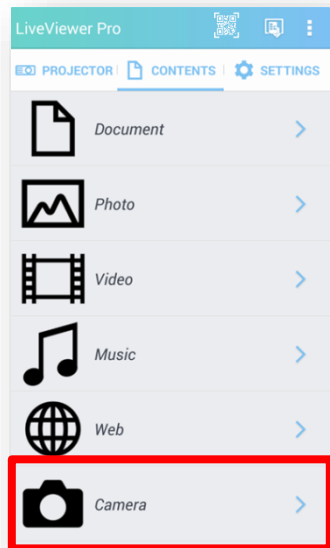 LiveViewer Pro
PROJECTOR CONTENTS SETTINGS
Document
Photo
Video
Music
Web
Camera